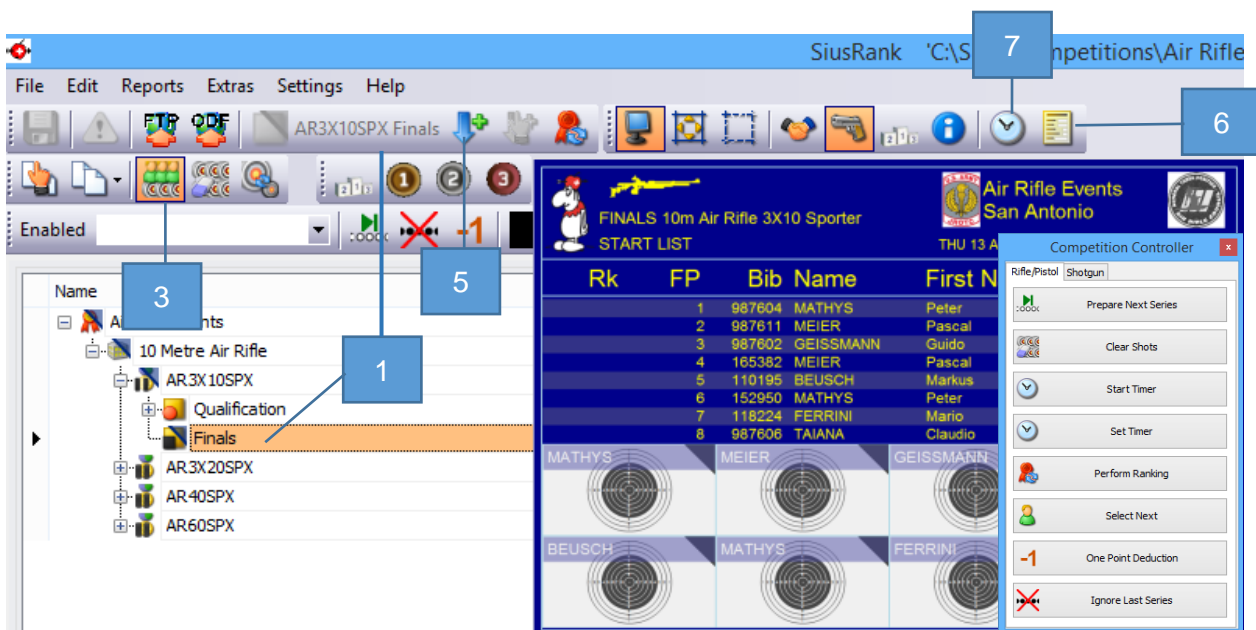 7
SiusRank 'C:\S mpetitions\Air Rifle
File Edit Reports Extras Settings Help
6
FTP ODF AR3X10SPX Finals
1 2 3
Enabled -1
3
5
1
Name
A nts
10 Metre Air Rifle
AR3X10SPX
Qualification
Finals
AR3X20SPX
AR40SPX
AR60SPX
FINALS 10m Air Rifle 3X10 Sporter
START LIST
Air Rifle Events
San Antonio
THU 13 A
Rk FP Bib Name First N
1 987604 MATHYS Peter
2 987611 MEIER Pascal
3 987602 GEISSMANN Guido
4 165382 MEIER Pascal
5 110195 BEUSCH Markus
6 152950 MATHYS Peter
7 118224 FERRINI Mario
8 987606 TAIANA Claudio
MATHYS MEIER GEISSMANN
BEUSCH MATHYS FERRINI
Competition Controller x
Rifle/Pistol Shotgun
Prepare Next Series
Clear Shots
Start Timer
Set Timer
Perform Ranking
Select Next
-1 One Point Deduction
Ignore Last Series